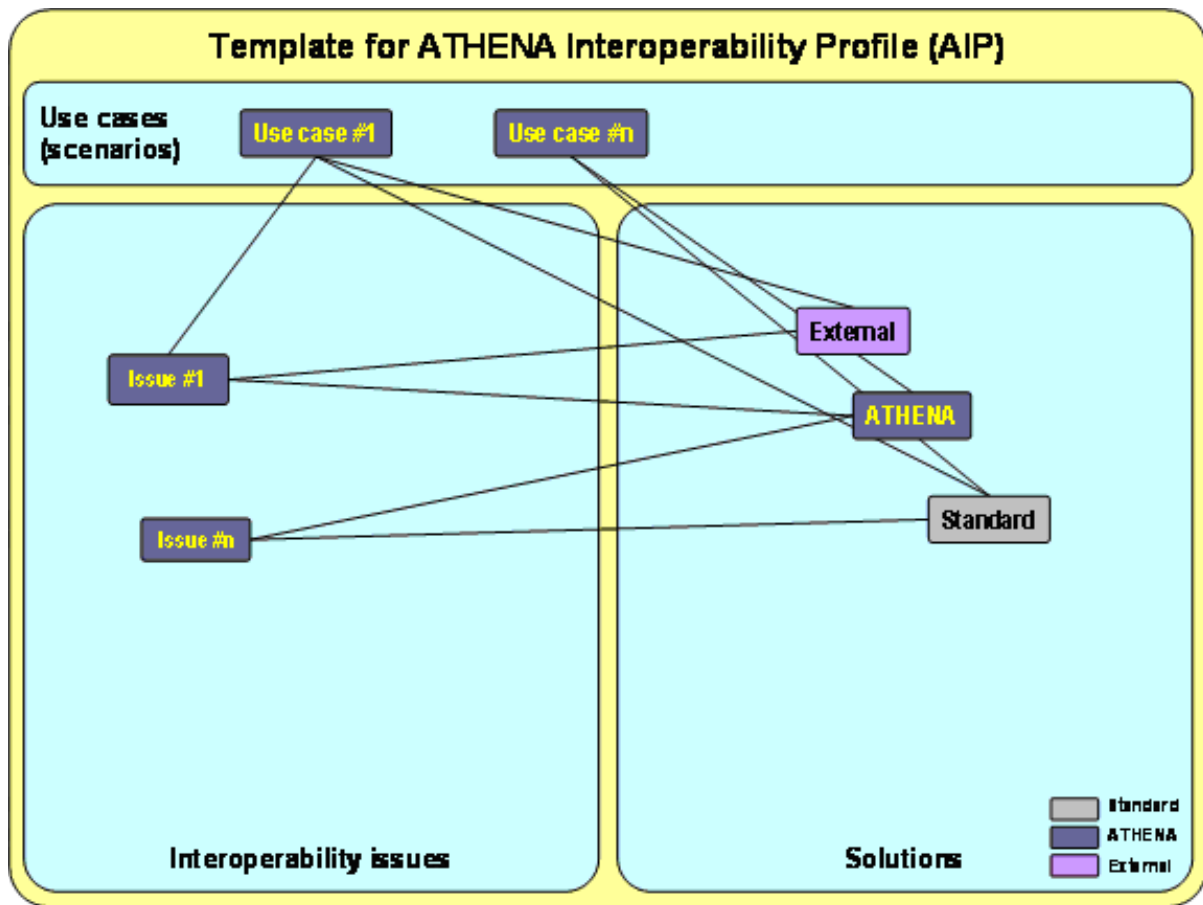 Template for ATHENA Interoperability Profile (AIP)
Use cases
(scenarios)
Use case #1
Use case #n
External
Issue #1
ATHENA
Standard
Issue #n
Standard
ATHENA
External
Interoperability issues
Solutions